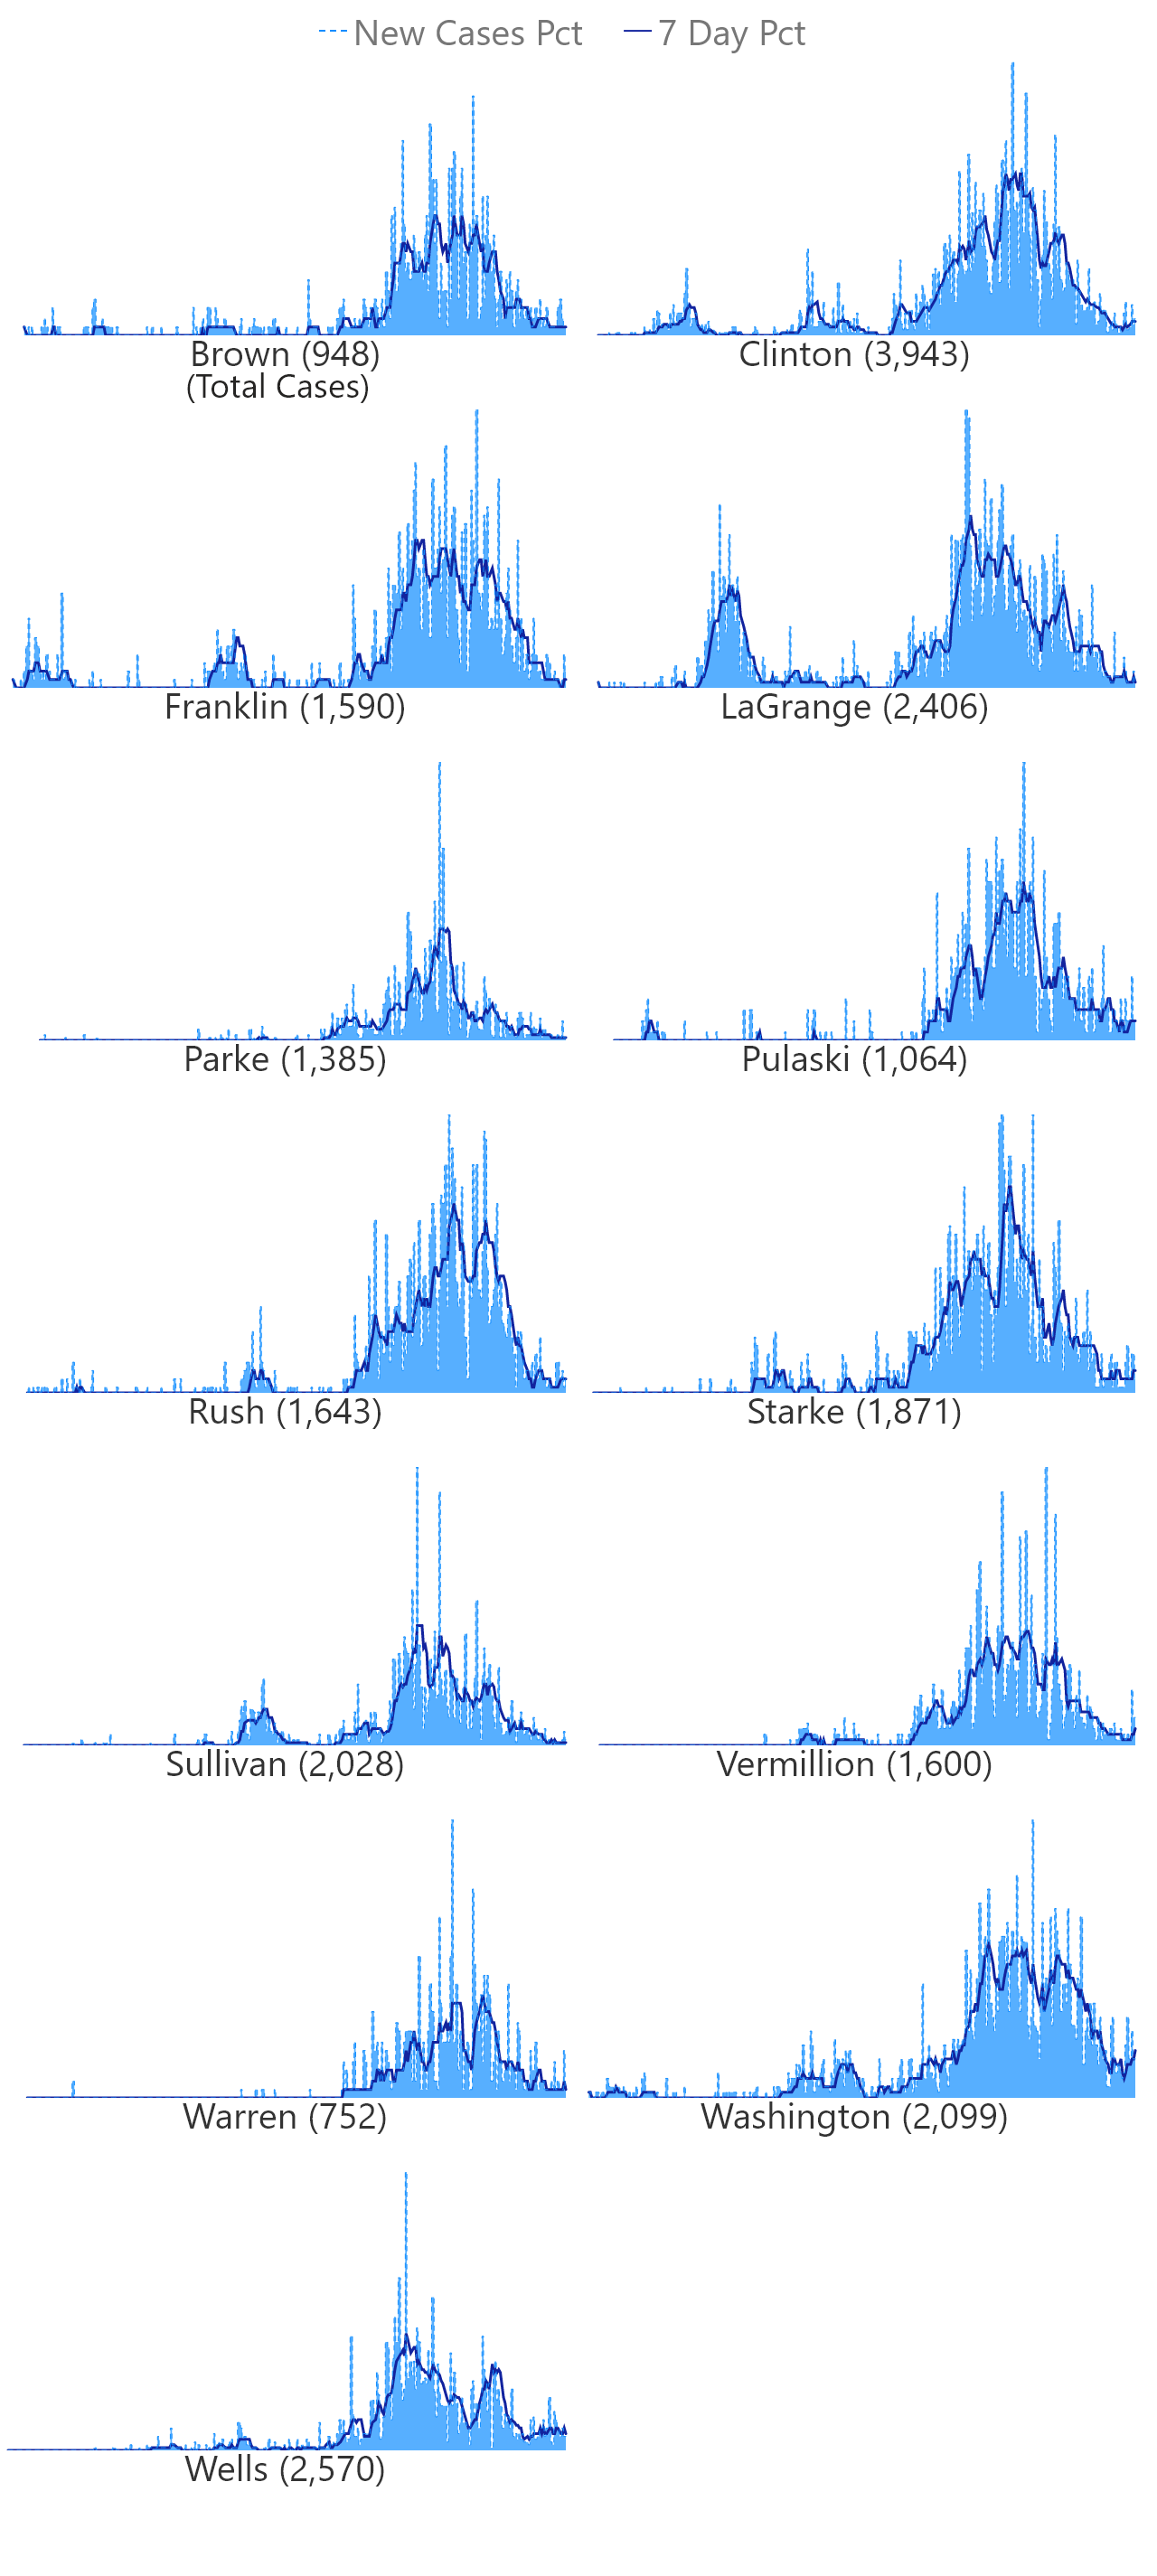 New Cases Pct 7 Day Pct
Brown (948)
(Total Cases)
Clinton (3,943)
Franklin (1,590)
LaGrange (2,406)
Parke (1,385)
Pulaski (1,064)
Rush (1,643)
Starke (1,871)
Sullivan (2,028)
Vermillion (1,600)
Warren (752)
Washington (2,099)
Wells (2,570)